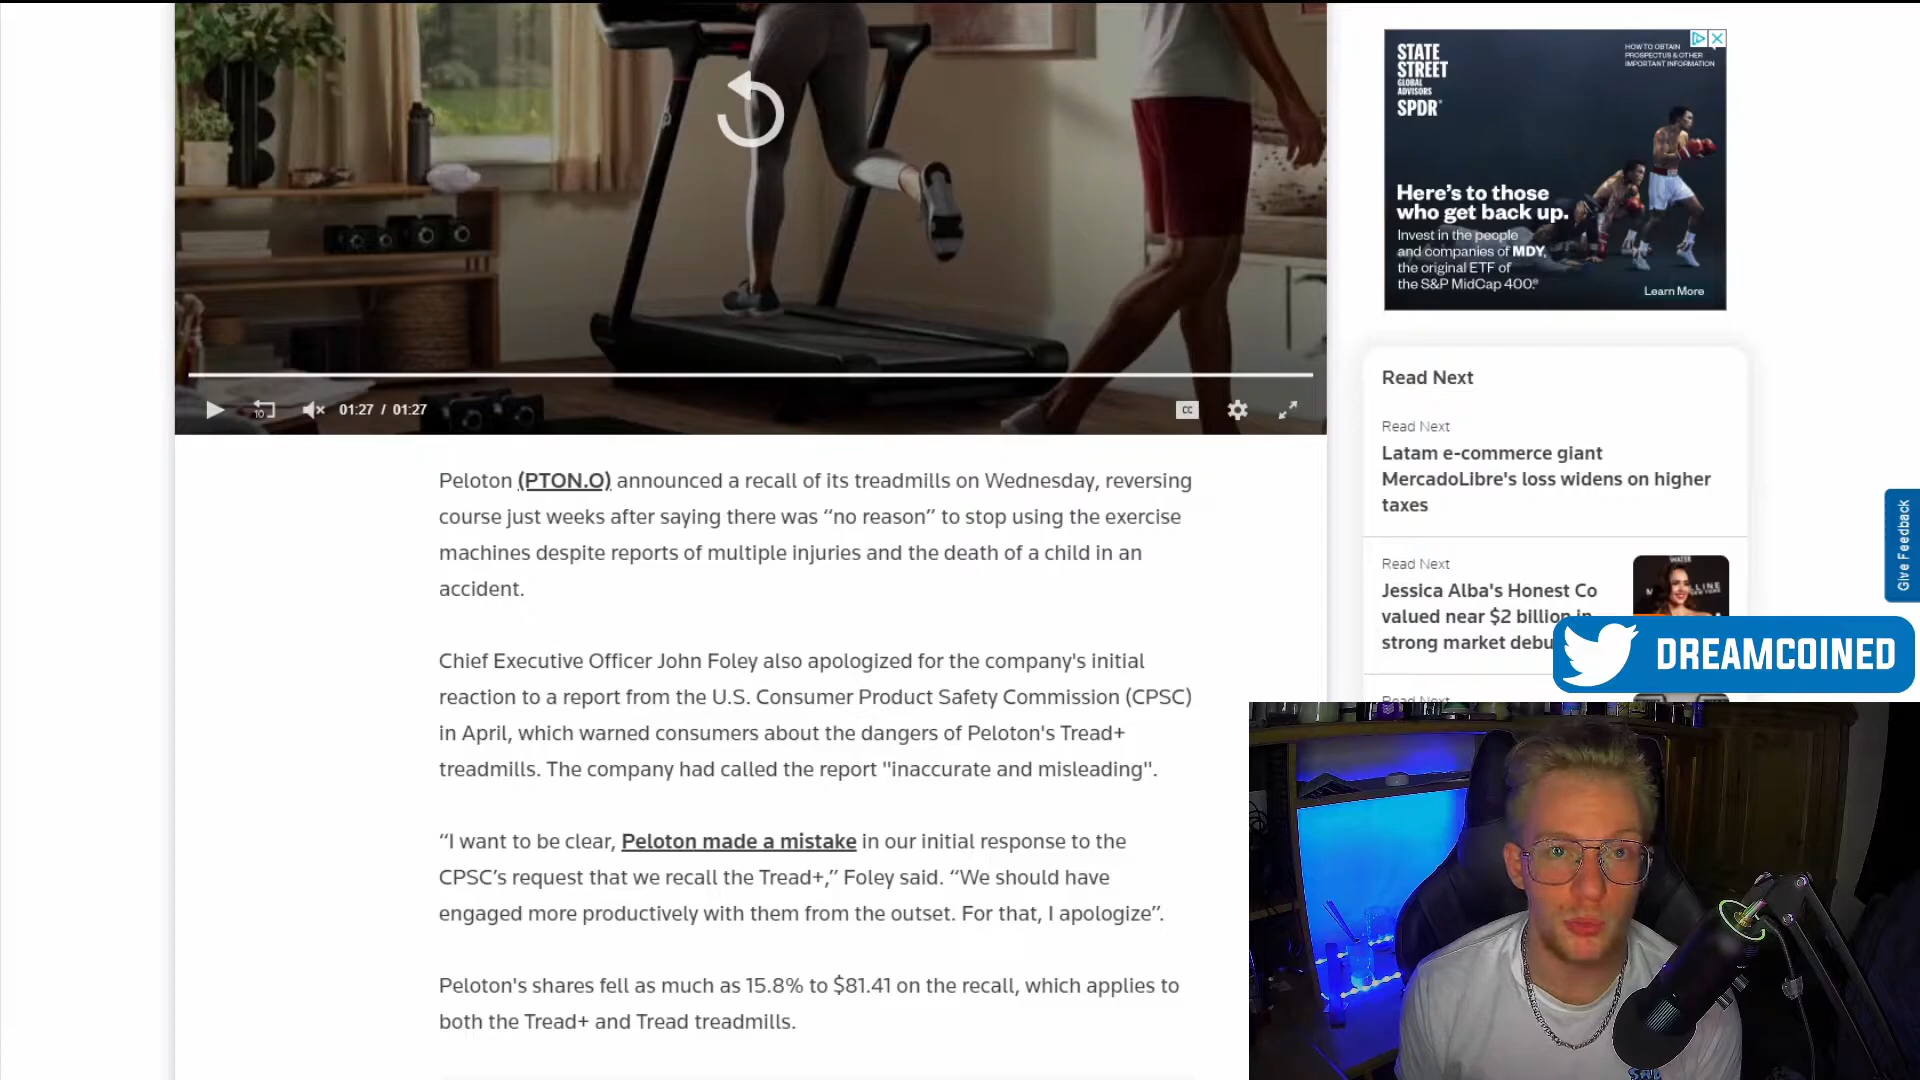 STATE
STREET
GLOBAL
ADVISORS
SPDR®
HOW TO OBTAIN
PROSPECTUS & OTHER
IMPORTANT INFORMATION
Here's to those
who get back up.
Invest in the people
and companies of MDY,
the original ETF of
the S&P MidCap 400.®
Learn More
10
01:27 / 01:27
CC
Peloton (PTON.O) announced a recall of its treadmills on Wednesday, reversing
course just weeks after saying there was “no reason” to stop using the exercise
machines despite reports of multiple injuries and the death of a child in an
accident.
Chief Executive Officer John Foley also apologized for the company's initial
reaction to a report from the U.S. Consumer Product Safety Commission (CPSC)
in April, which warned consumers about the dangers of Peloton's Tread+
treadmills. The company had called the report "inaccurate and misleading".
“I want to be clear, Peloton made a mistake in our initial response to the
CPSC’s request that we recall the Tread+,” Foley said. “We should have
engaged more productively with them from the outset. For that, I apologize”.
Peloton's shares fell as much as 15.8% to $81.41 on the recall, which applies to
both the Tread+ and Tread treadmills.
Read Next
Read Next
Latam e-commerce giant
MercadoLibre's loss widens on higher
taxes
Read Next
Jessica Alba's Honest Co
valued near $2 billion in
strong market debu
Read Next
Give Feedback
DREAMCOINED